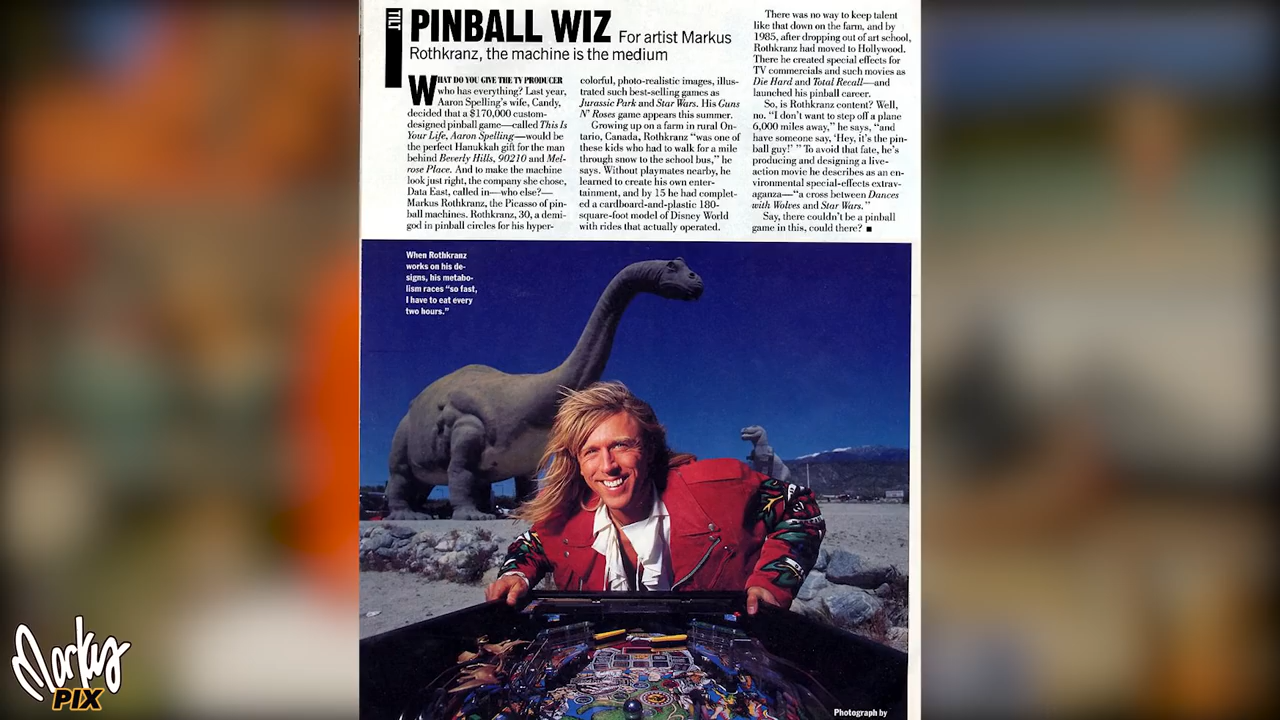 TILT
PINBALL WIZ For artist Markus
Rothkranz, the machine is the medium
WHAT DO YOU GIVE THE TV PRODUCER
who has everything? Last year,
Aaron Spelling's wife, Candy,
decided that a $170,000 custom-
designed pinball game—called This Is
Your Life, Aaron Spelling—would be
the perfect Hanukkah gift for the man
behind Beverly Hills, 90210 and Mel-
rose Place. And to make the machine
look just right, the company she chose,
Data East, called in—who else?—
Markus Rothkranz, the Picasso of pin-
ball machines. Rothkranz, 30, a demi-
god in pinball circles for his hyper-
colorful, photo-realistic images, illus-
trated such best-selling games as
Jurassic Park and Star Wars. His Guns
N' Roses game appears this summer.
Growing up on a farm in rural On-
tario, Canada, Rothkranz "was one of
these kids who had to walk for a mile
through snow to the school bus," he
says. Without playmates nearby, he
learned to create his own enter-
tainment, and by 15 he had complet-
ed a cardboard-and-plastic 180-
square-foot model of Disney World
with rides that actually operated.
There was no way to keep talent
like that down on the farm, and by
1985, after dropping out of art school,
Rothkranz had moved to Hollywood.
There he created special effects for
TV commercials and such movies as
Die Hard and Total Recall—and
launched his pinball career.
So, is Rothkranz content? Well,
no. "I don't want to step off a plane
6,000 miles away," he says, "and
have someone say, 'Hey, it's the pin-
ball guy!' " To avoid that fate, he's
producing and designing a live-
action movie he describes as an en-
vironmental special-effects extrav-
aganza—"a cross between Dances
with Wolves and Star Wars."
Say, there couldn't be a pinball
game in this, could there? ■
When Rothkranz
works on his de-
signs, his metabo-
lism races "so fast,
I have to eat every
two hours."
Photograph by
Markus
PIX